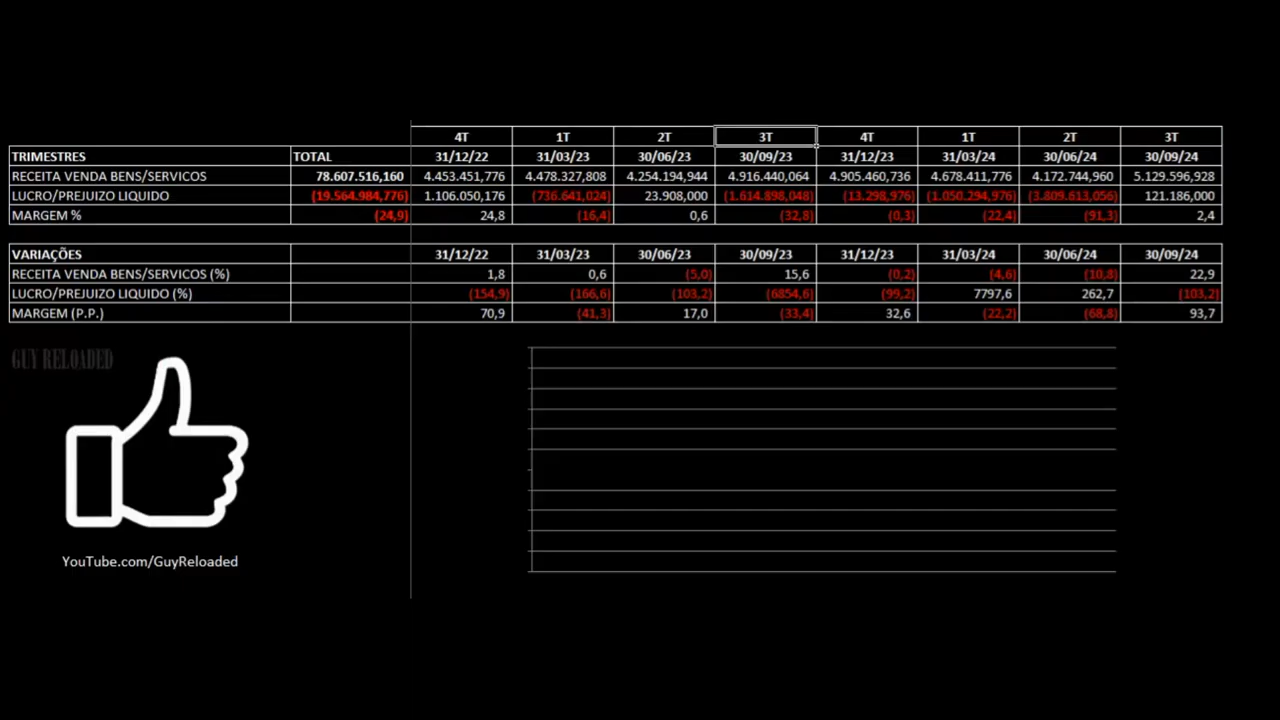 4T 1T 2T 3T 4T 1T 2T 3T
TRIMESTRES TOTAL 31/12/22 31/03/23 30/06/23 30/09/23 31/12/23 31/03/24 30/06/24 30/09/24
RECEITA VENDA BENS/SERVICOS 78.607.516,160 4.453.451,776 4.478.327,808 4.254.194,944 4.916.440,064 4.905.460,736 4.678.411,776 4.172.744,960 5.129.596,928
LUCRO/PREJUIZO LIQUIDO (19.564.984,776) 1.106.050,176 (736.641,024) 23.908,000 (1.614.898,048) (13.298,976) (1.050.294,976) (3.809.613,056) 121.186,000
MARGEM % (24,9) 24,8 (16,4) 0,6 (32,8) (0,3) (22,4) (91,3) 2,4
VARIAÇÕES 31/12/22 31/03/23 30/06/23 30/09/23 31/12/23 31/03/24 30/06/24 30/09/24
RECEITA VENDA BENS/SERVICOS (%) 1,8 0,6 (5,0) 15,6 (0,2) (4,6) (10,8) 22,9
LUCRO/PREJUIZO LIQUIDO (%) (154,9) (166,6) (103,2) (6854,6) (99,2) 7797,6 262,7 (103,2)
MARGEM (P.P.) 70,9 (41,3) 17,0 (33,4) 32,6 (22,2) (68,8) 93,7
GUY RELOADED
YouTube.com/GuyReloaded